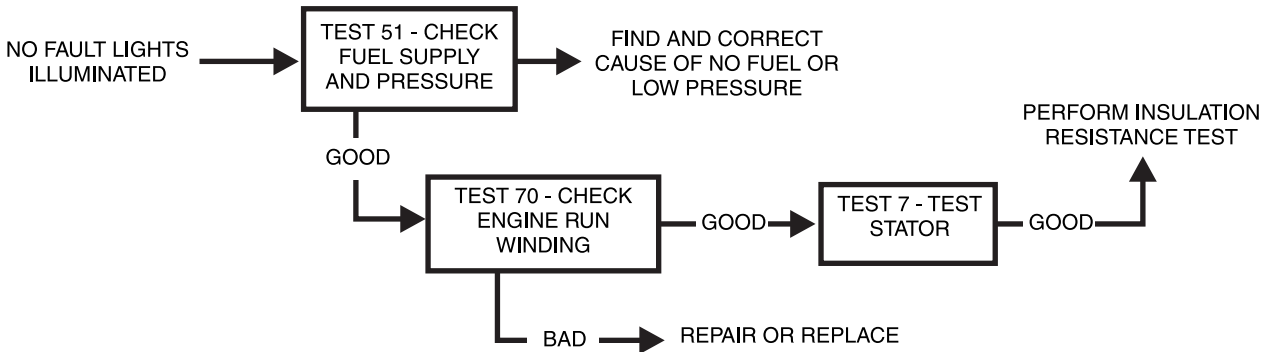 NO FAULT LIGHTS
ILLUMINATED
TEST 51 - CHECK
FUEL SUPPLY
AND PRESSURE
FIND AND CORRECT
CAUSE OF NO FUEL OR
LOW PRESSURE
GOOD
TEST 70 - CHECK
ENGINE RUN
WINDING
GOOD
TEST 7 - TEST
STATOR
GOOD
PERFORM INSULATION
RESISTANCE TEST
BAD
REPAIR OR REPLACE